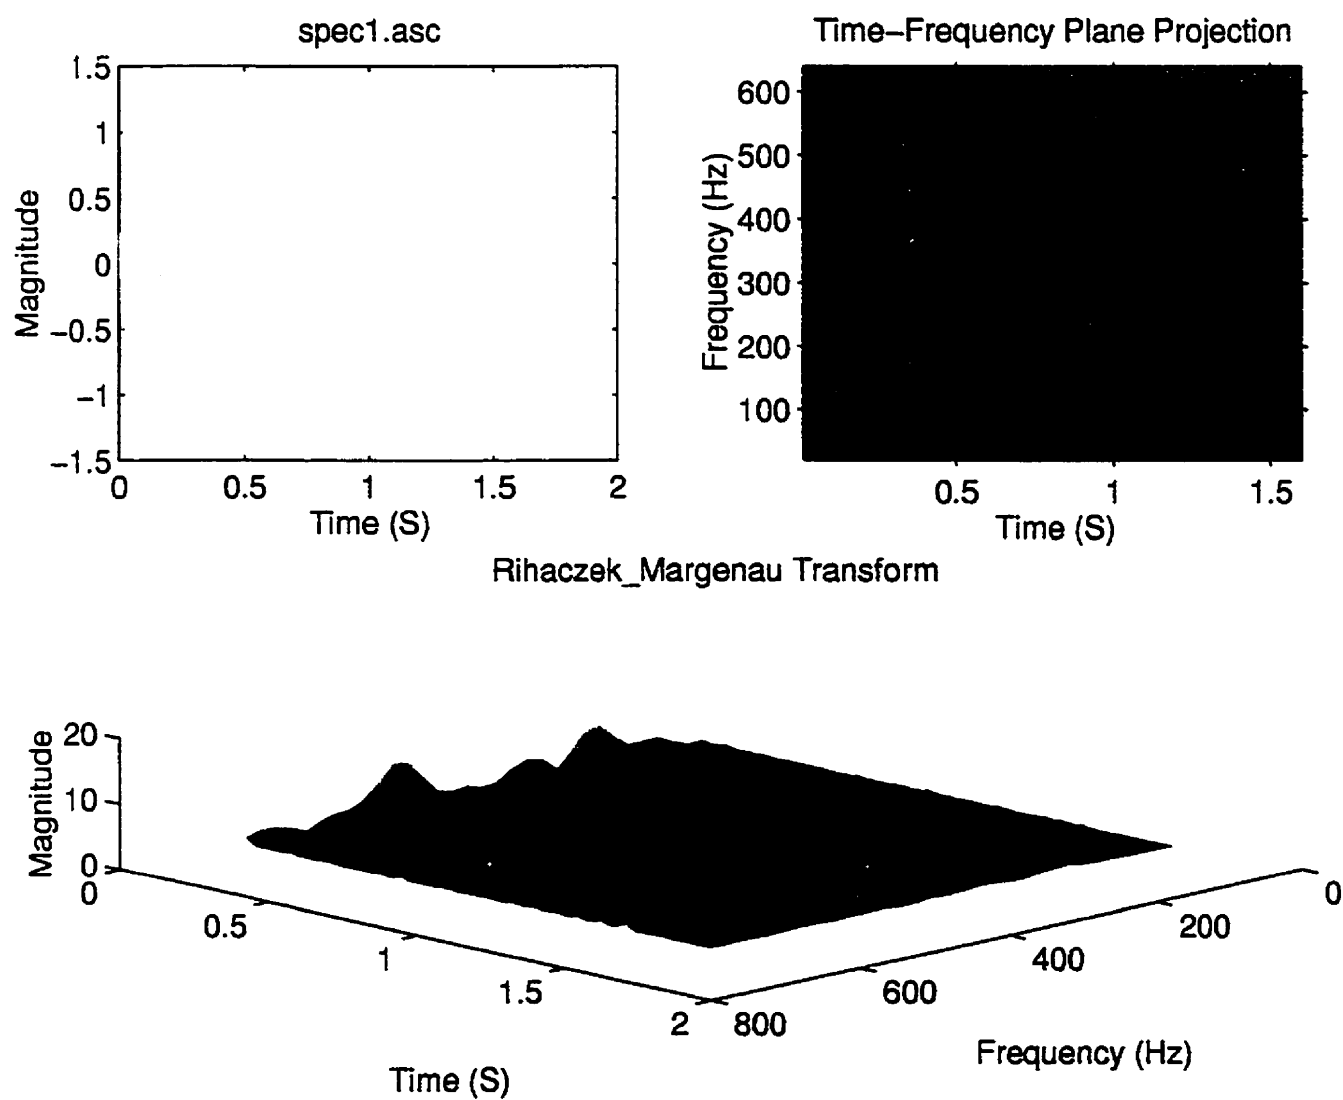 spec1.asc
1.5
1
0.5
0
−0.5
−1
−1.5
Magnitude
0 0.5 1 1.5 2
Time (S)
Time−Frequency Plane Projection
600
500
400
300
200
100
Frequency (Hz)
0.5 1 1.5
Time (S)
Rihaczek_Margenau Transform
20
10
0
Magnitude
0
0.5
1
1.5
2
Time (S)
800
600
400
200
0
Frequency (Hz)